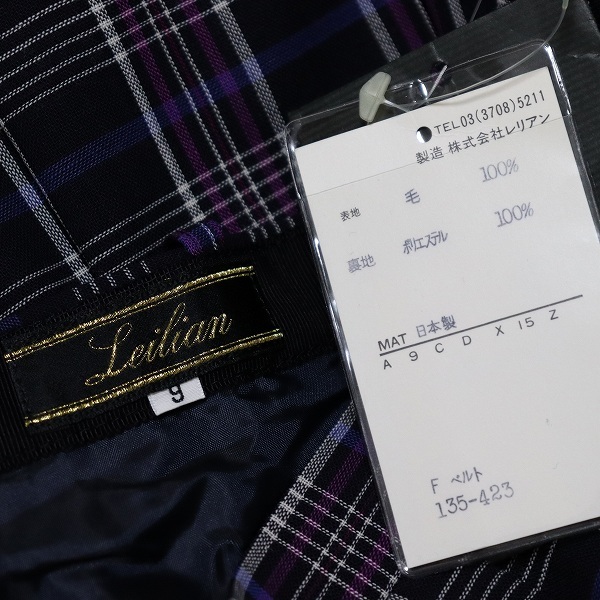 Leilian
9
TEL03(3708)5211
製造 株式会社レリアン
表地 毛 100%
裏地 ポリエステル 100%
MAT 日本製
A 9 C D X 15 Z
F ベルト
135-423